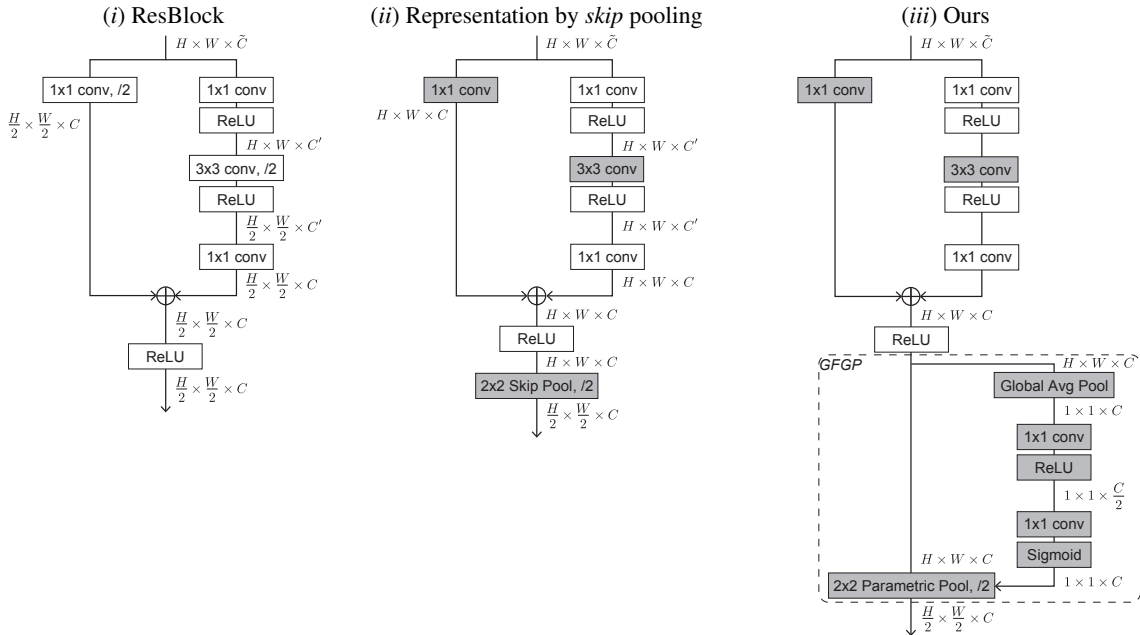 (i) ResBlock
H × W × C̃
1x1 conv, /2
1x1 conv
H/2 × W/2 × C
ReLU
H × W × C′
3x3 conv, /2
ReLU
H/2 × W/2 × C′
1x1 conv
H/2 × W/2 × C
H/2 × W/2 × C
ReLU
H/2 × W/2 × C
(ii) Representation by skip pooling
H × W × C̃
1x1 conv
1x1 conv
H × W × C
ReLU
H × W × C′
3x3 conv
ReLU
H × W × C′
1x1 conv
H × W × C
H × W × C
ReLU
H × W × C
2x2 Skip Pool, /2
H/2 × W/2 × C
(iii) Ours
H × W × C̃
1x1 conv
1x1 conv
ReLU
3x3 conv
ReLU
1x1 conv
H × W × C
ReLU
GFGP
H × W × C
Global Avg Pool
1 × 1 × C
1x1 conv
ReLU
1 × 1 × C/2
1x1 conv
Sigmoid
H × W × C
1 × 1 × C
2x2 Parametric Pool, /2
H/2 × W/2 × C